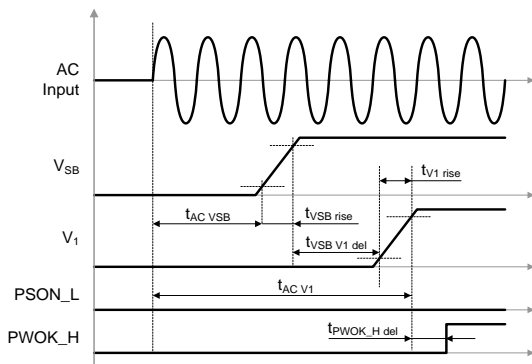 AC
Input
VSB
tV1 rise
tAC VSB
tVSB rise
V1
tVSB V1 del
PSON_L
tAC V1
PWOK_H
tPWOK_H del